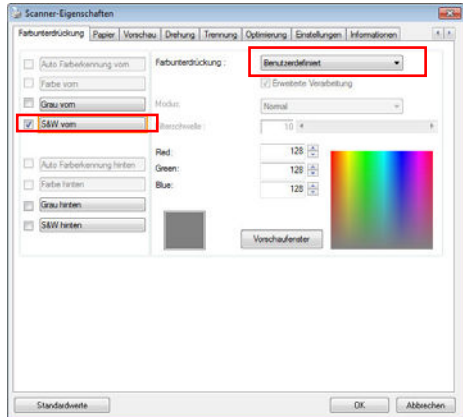 Scanner-Eigenschaften
Farbunterdrückung Papier Vorschau Drehung Trennung Optimierung Einstellungen Informationen
Auto Farberkennung vorn
Farbe vorn
Grau vorn
S&W vorn
Auto Farberkennung hinten
Farbe hinten
Grau hinten
S&W hinten
Farbunterdrückung : Benutzerdefiniert
Erweiterte Verarbeitung
Modus: Normal
Filterschwelle : 10
Red: 128
Green: 128
Blue: 128
Vorschaufenster
Standardwerte OK Abbrechen